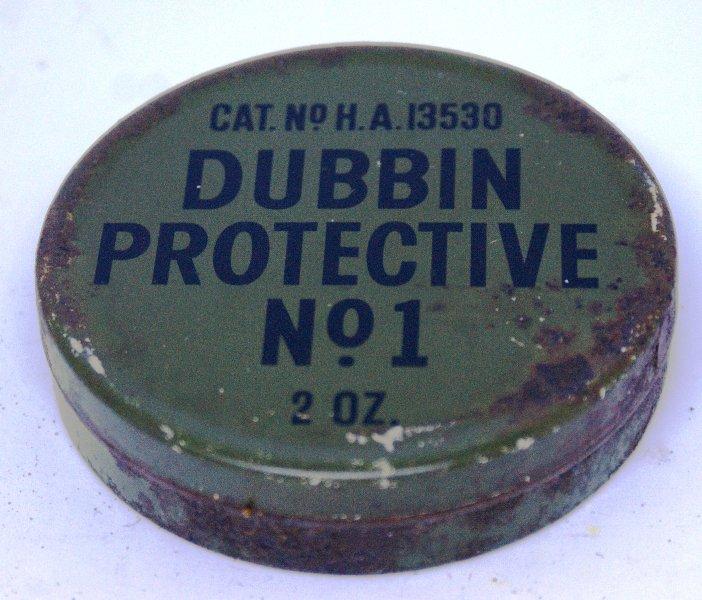 CAT. Nº H.A. 13530
DUBBIN
PROTECTIVE
Nº 1
2 OZ.